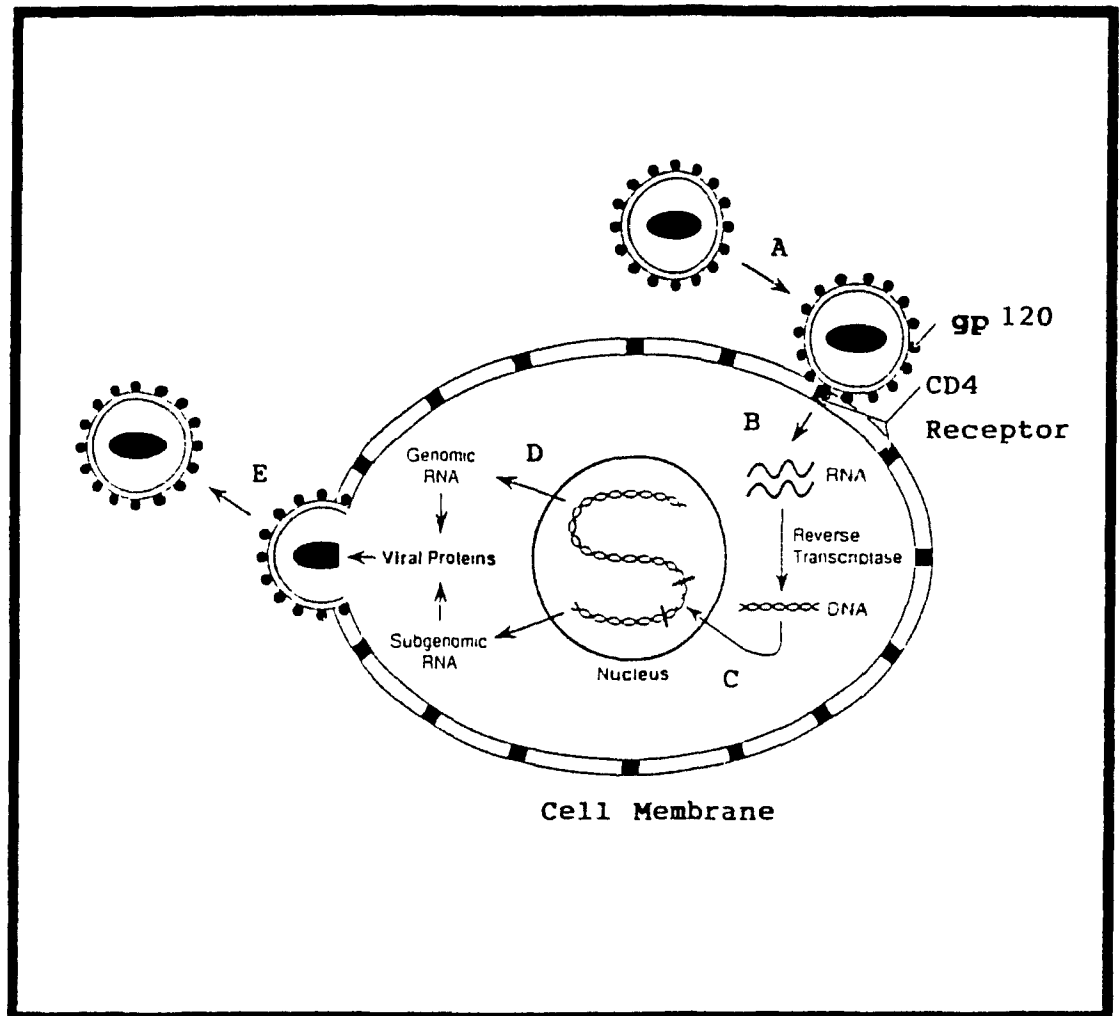 A
gp 120
CD4
Receptor
B
RNA
Reverse
Transcriptase
DNA
C
Nucleus
D
Genomic
RNA
Viral Proteins
Subgenomic
RNA
E
Cell Membrane